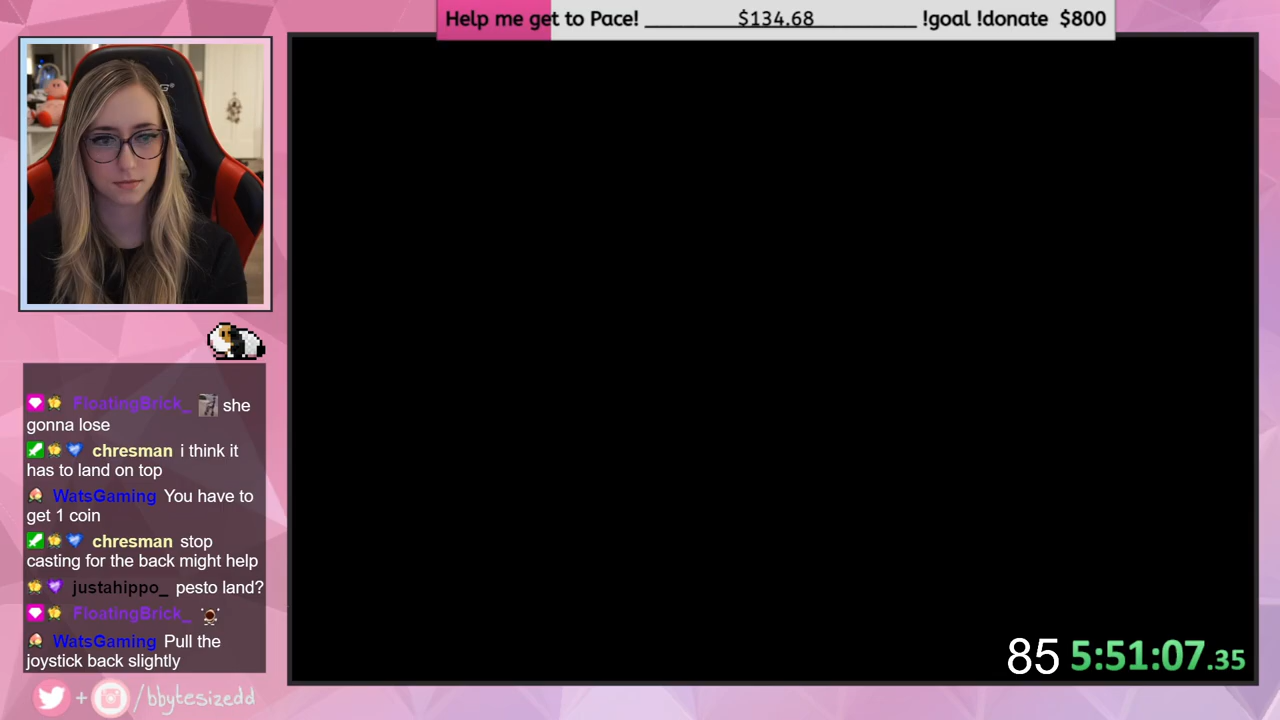 Help me get to Pace! $134.68 !goal !donate $800
FloatingBrick_ she
gonna lose
chresman i think it
has to land on top
WatsGaming You have to
get 1 coin
chresman stop
casting for the back might help
justahippo_ pesto land?
FloatingBrick_
WatsGaming Pull the
joystick back slightly
/bbytesizedd
85 5:51:07.35